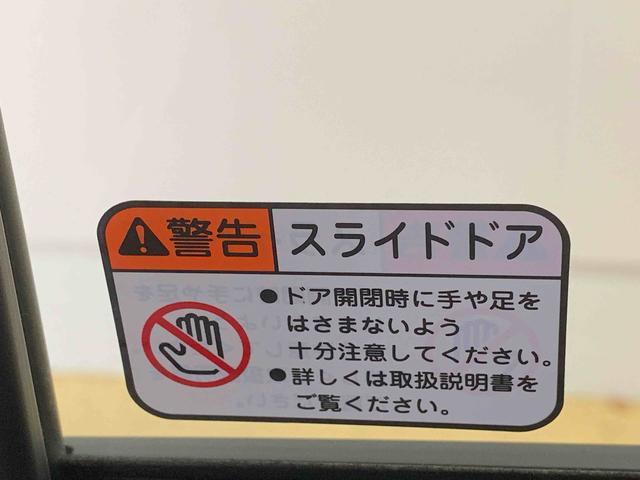 警告 スライドドア
●ドア開閉時に手や足を
はさまないよう
十分注意してください。
●詳しくは取扱説明書を
ご覧ください。